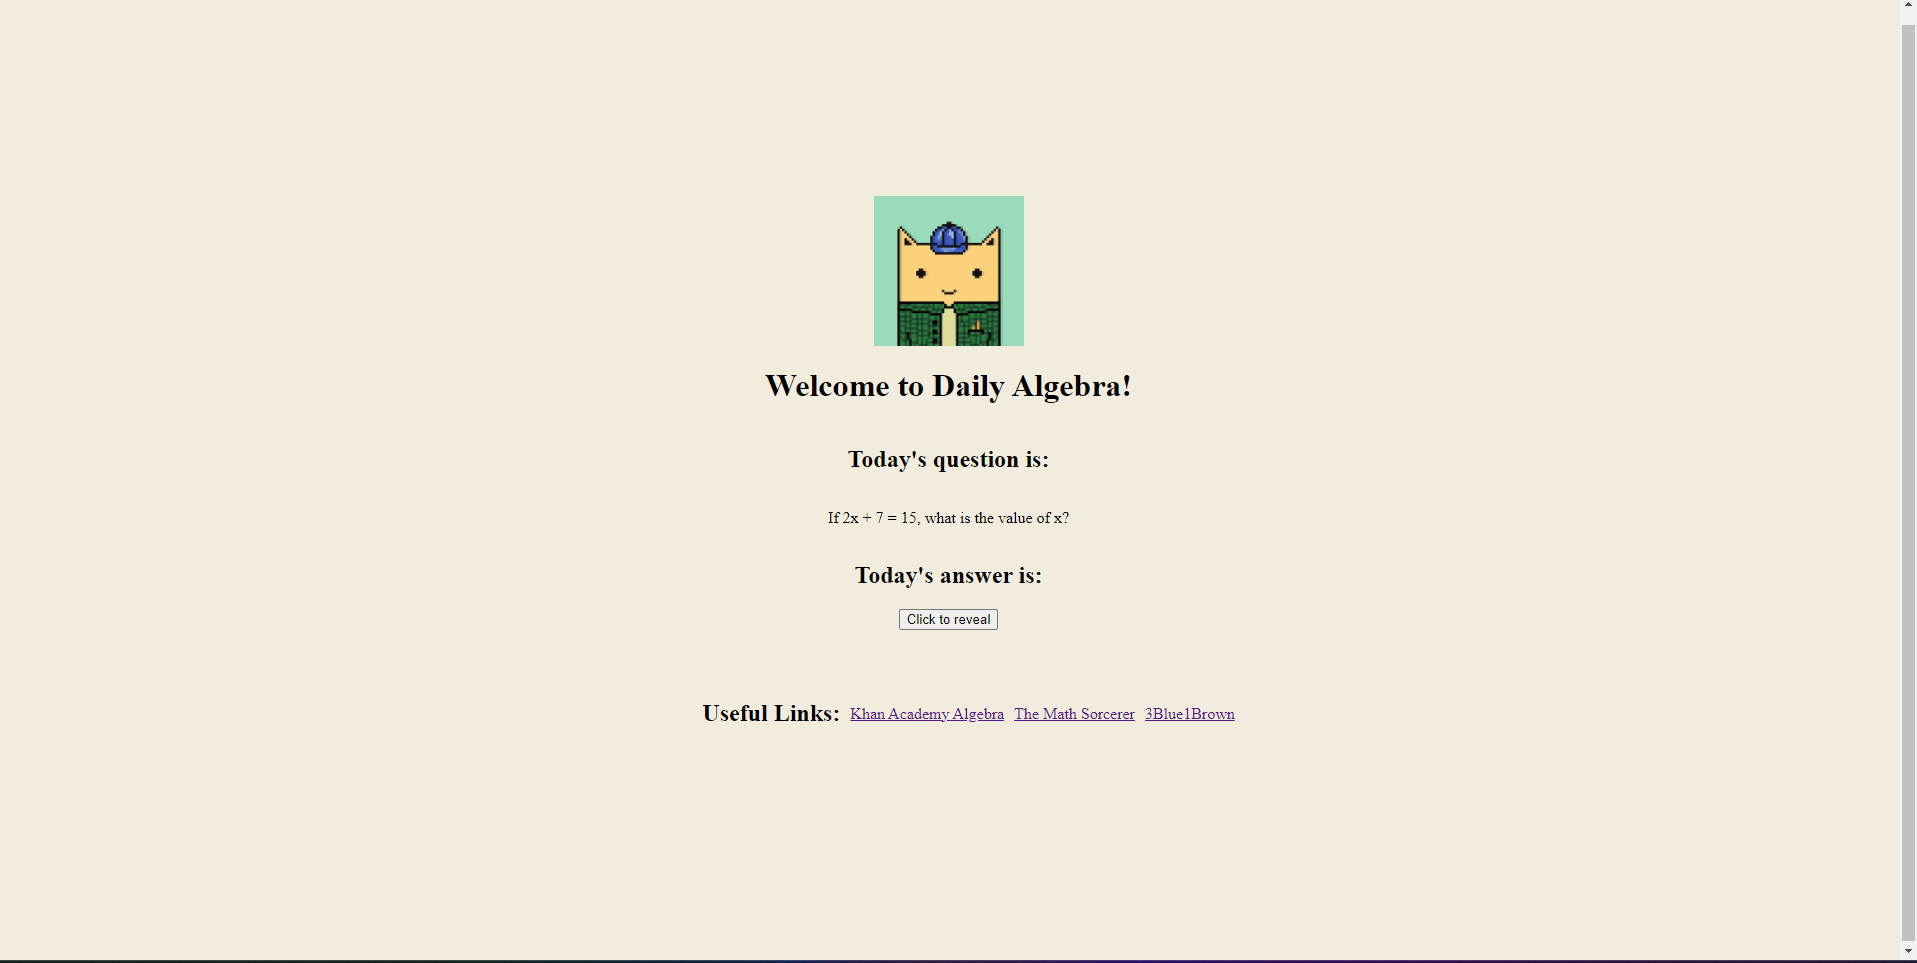 Welcome to Daily Algebra!
Today's question is:
If 2x + 7 = 15, what is the value of x?
Today's answer is:
Click to reveal
Useful Links: Khan Academy Algebra The Math Sorcerer 3Blue1Brown